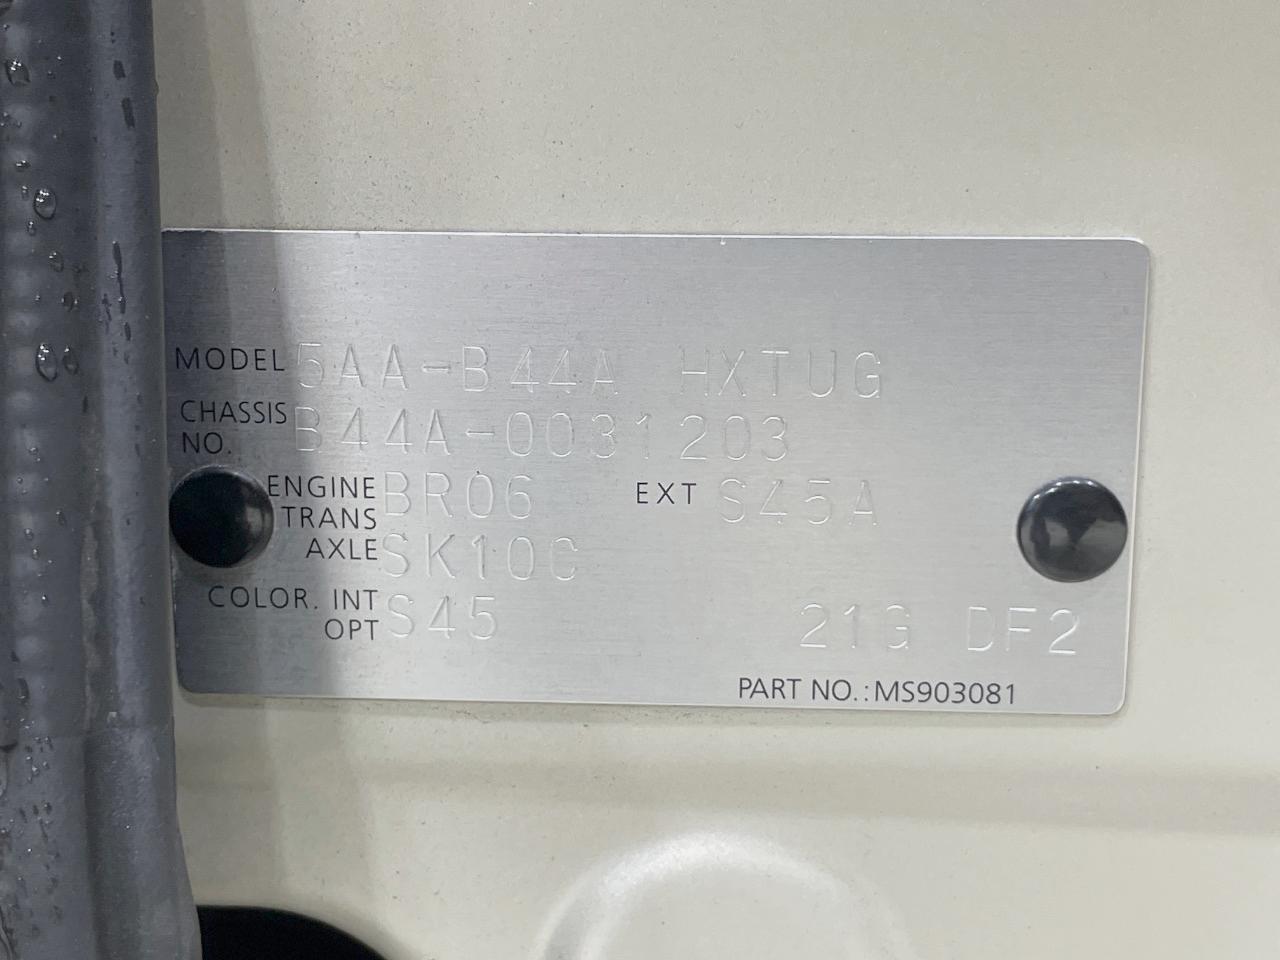 MODEL 5AA-B44A HXTUG
CHASSIS NO. B44A-0031203
ENGINE BR06 EXT S45A
TRANS AXLE SK10C
COLOR. INT OPT S45 21G DF2
PART NO.: MS903081